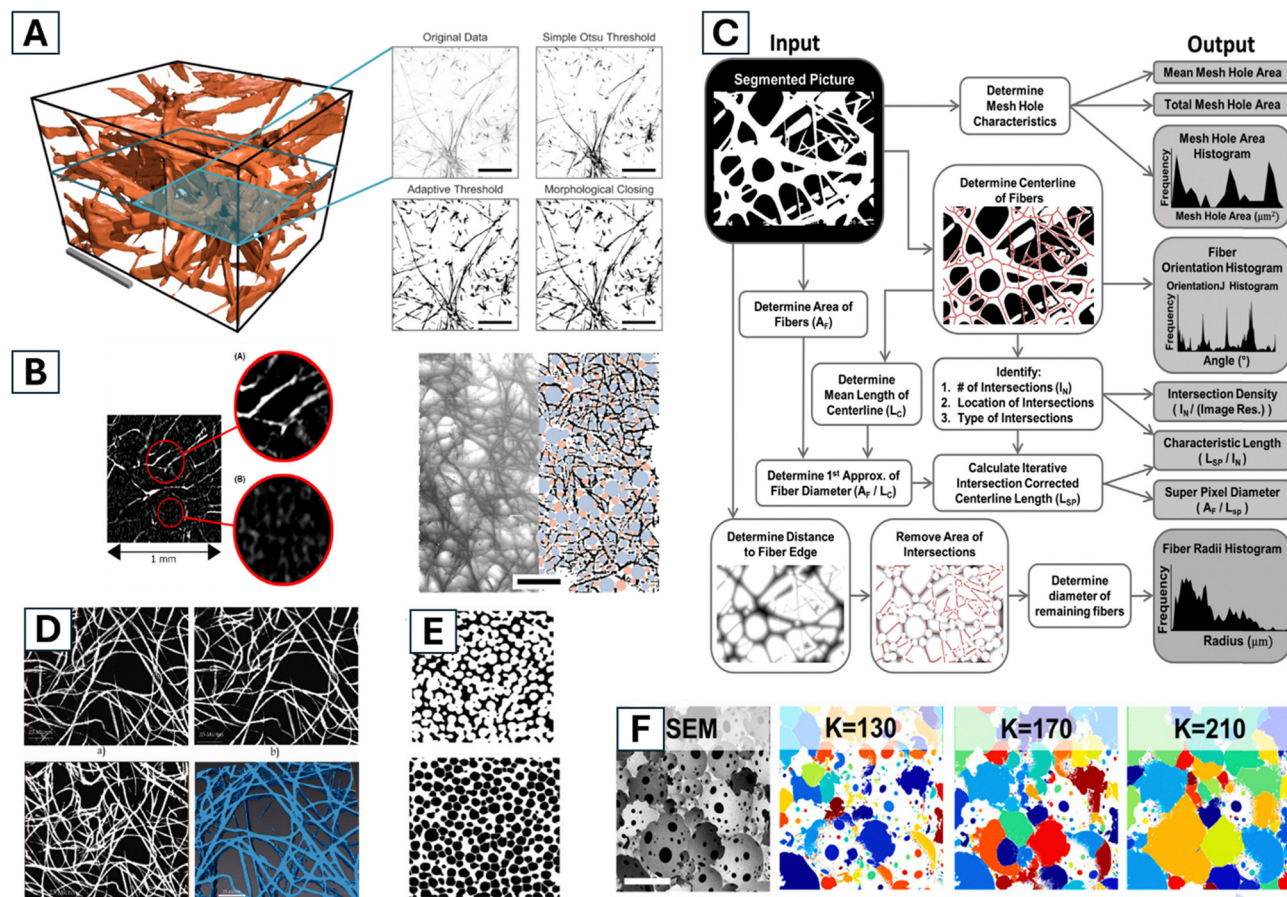 A
Original Data
Simple Otsu Threshold
Adaptive Threshold
Morphological Closing
B
(A)
(B)
1 mm
C
Input
Output
Segmented Picture
Determine
Mesh Hole
Characteristics
Mean Mesh Hole Area
Total Mesh Hole Area
Mesh Hole Area
Histogram
Frequency
Mesh Hole Area (µm²)
Determine Centerline
of Fibers
Fiber
Orientation Histogram
OrientationJ Histogram
Frequency
Angle (°)
Determine Area of
Fibers (A_F)
Determine
Mean Length of
Centerline (L_C)
Identify:
1. # of Intersections (I_N)
2. Location of Intersections
3. Type of Intersections
Intersection Density
( I_N / (Image Res.) )
Characteristic Length
( L_SP / I_N )
Determine 1st Approx. of
Fiber Diameter (A_F / L_C)
Calculate Iterative
Intersection Corrected
Centerline Length (L_SP)
Super Pixel Diameter
( A_F / L_sp )
Determine Distance
to Fiber Edge
Remove Area of
Intersections
Determine
diameter of
remaining fibers
Fiber Radii Histogram
Frequency
Radius (µm)
D
a)
b)
E
F
SEM
K=130
K=170
K=210